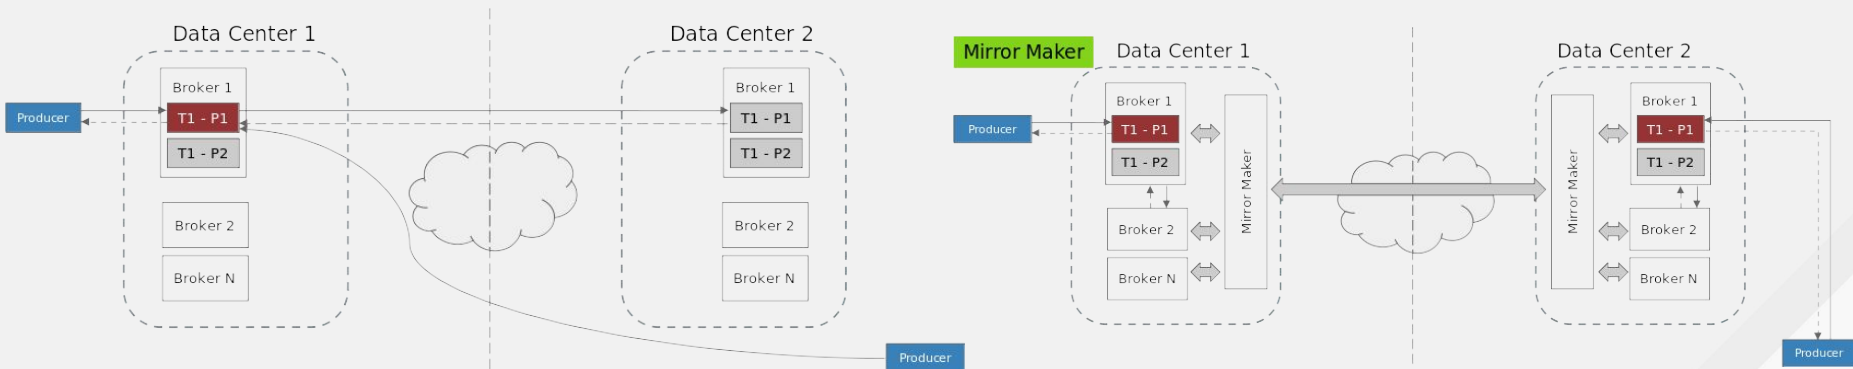 Data Center 1
Data Center 2
Producer
Broker 1
T1 - P1
T1 - P2
Broker 2
Broker N
Broker 1
T1 - P1
T1 - P2
Broker 2
Broker N
Producer
Mirror Maker
Data Center 1
Data Center 2
Producer
Broker 1
T1 - P1
T1 - P2
Broker 2
Broker N
Mirror Maker
Mirror Maker
Broker 1
T1 - P1
T1 - P2
Broker 2
Broker N
Producer